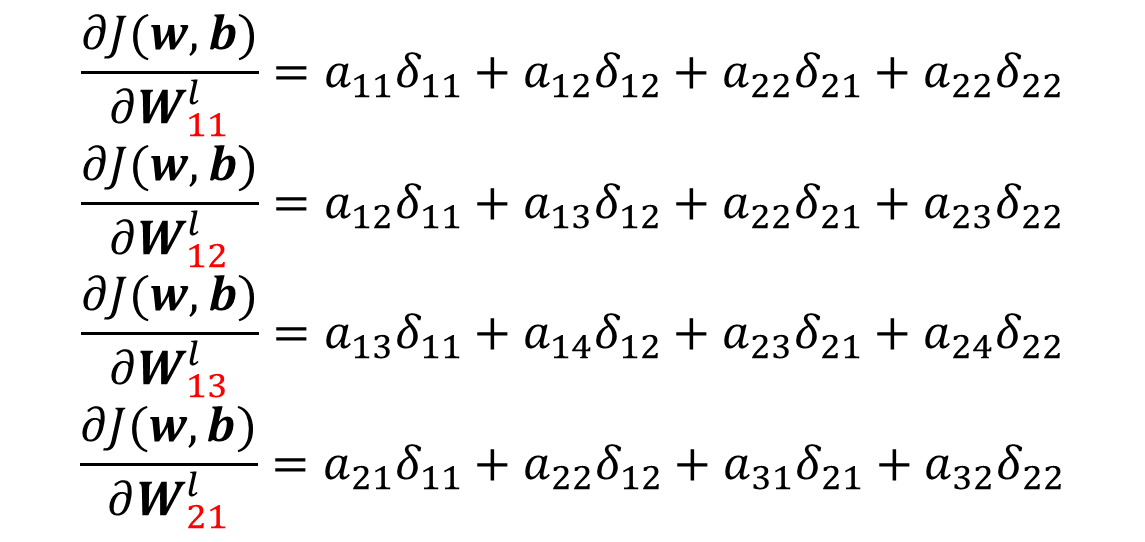 ∂J(w, b)/∂W^l_11 = a_11δ_11 + a_12δ_12 + a_22δ_21 + a_22δ_22
∂J(w, b)/∂W^l_12 = a_12δ_11 + a_13δ_12 + a_22δ_21 + a_23δ_22
∂J(w, b)/∂W^l_13 = a_13δ_11 + a_14δ_12 + a_23δ_21 + a_24δ_22
∂J(w, b)/∂W^l_21 = a_21δ_11 + a_22δ_12 + a_31δ_21 + a_32δ_22